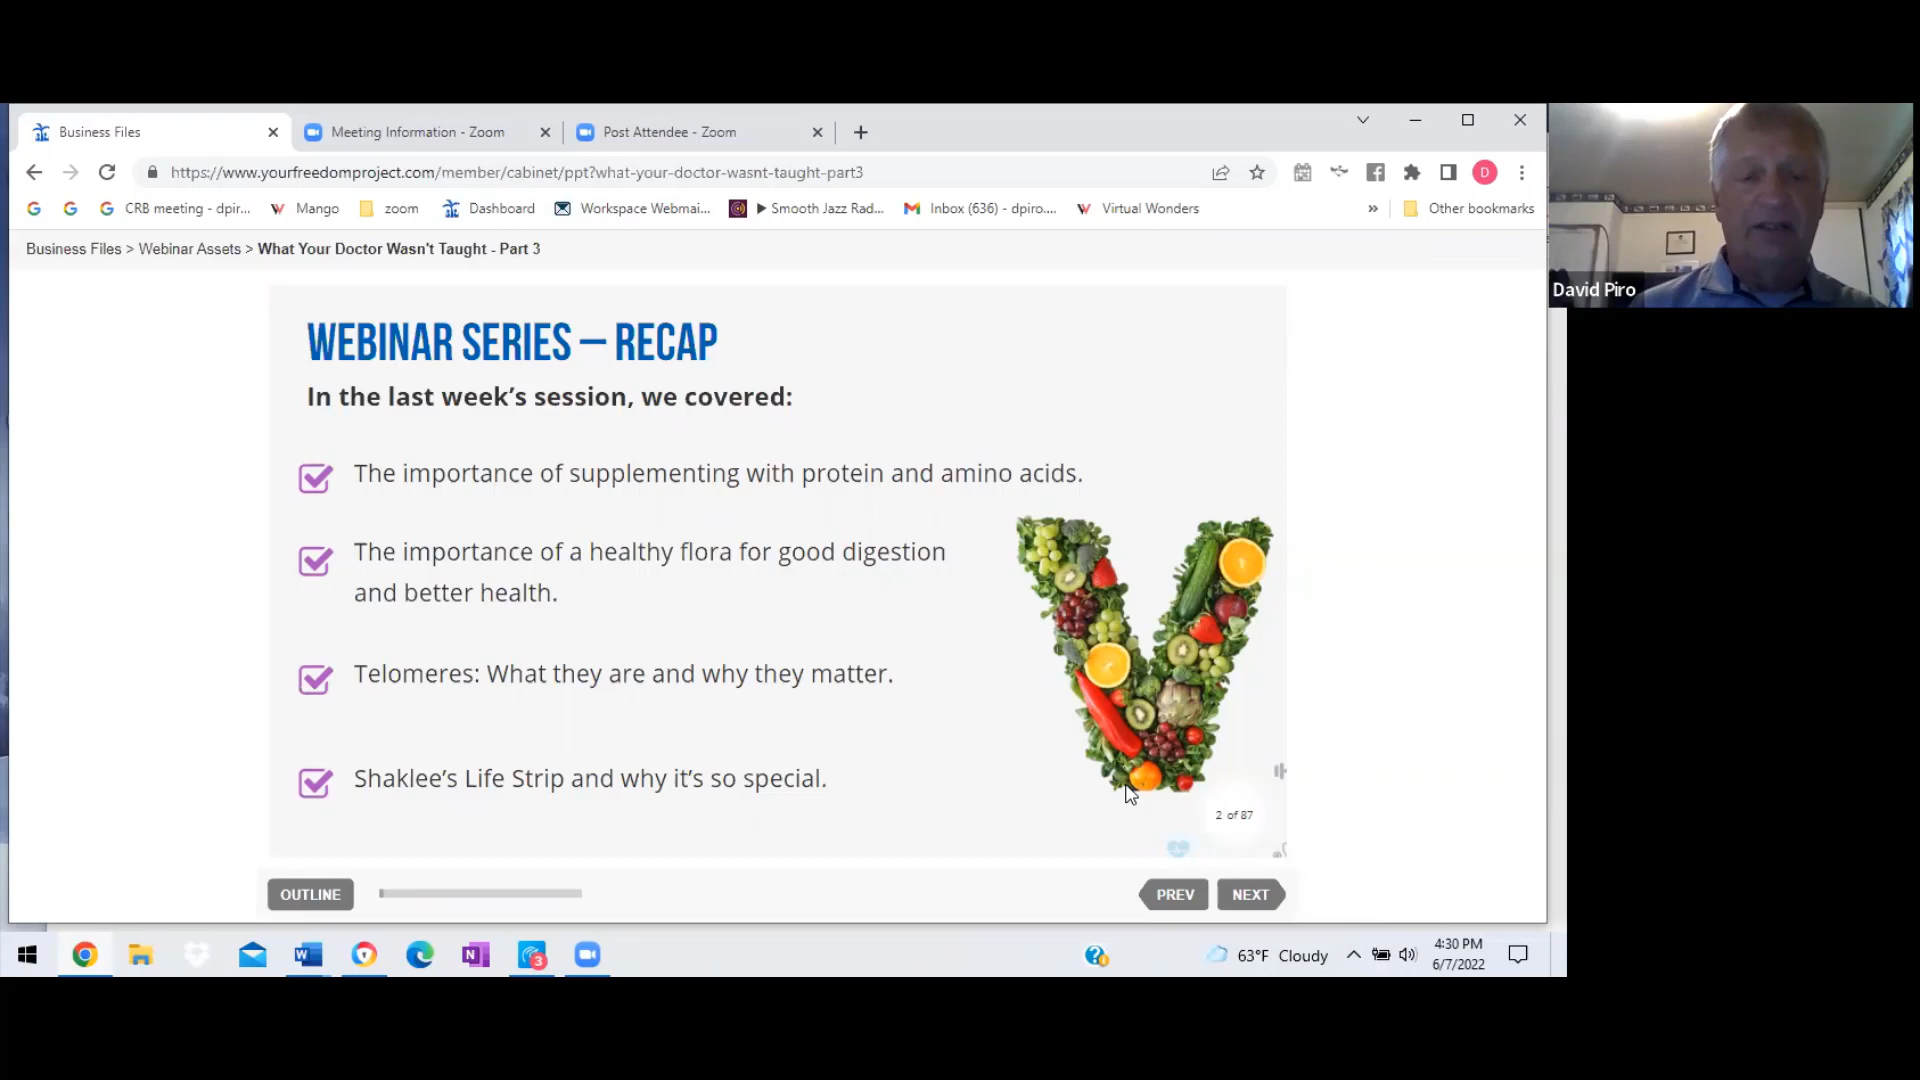 Business Files
Meeting Information - Zoom
Post Attendee - Zoom
https://www.yourfreedomproject.com/member/cabinet/ppt?what-your-doctor-wasnt-taught-part3
D
CRB meeting - dpir...
Mango
zoom
Dashboard
Workspace Webmai...
Smooth Jazz Rad...
Inbox (636) - dpiro....
Virtual Wonders
»
Other bookmarks
Business Files > Webinar Assets > What Your Doctor Wasn't Taught - Part 3
David Piro
WEBINAR SERIES – RECAP
In the last week’s session, we covered:
The importance of supplementing with protein and amino acids.
The importance of a healthy flora for good digestion
and better health.
Telomeres: What they are and why they matter.
Shaklee’s Life Strip and why it’s so special.
2 of 87
OUTLINE
PREV
NEXT
3
63°F Cloudy
4:30 PM
6/7/2022